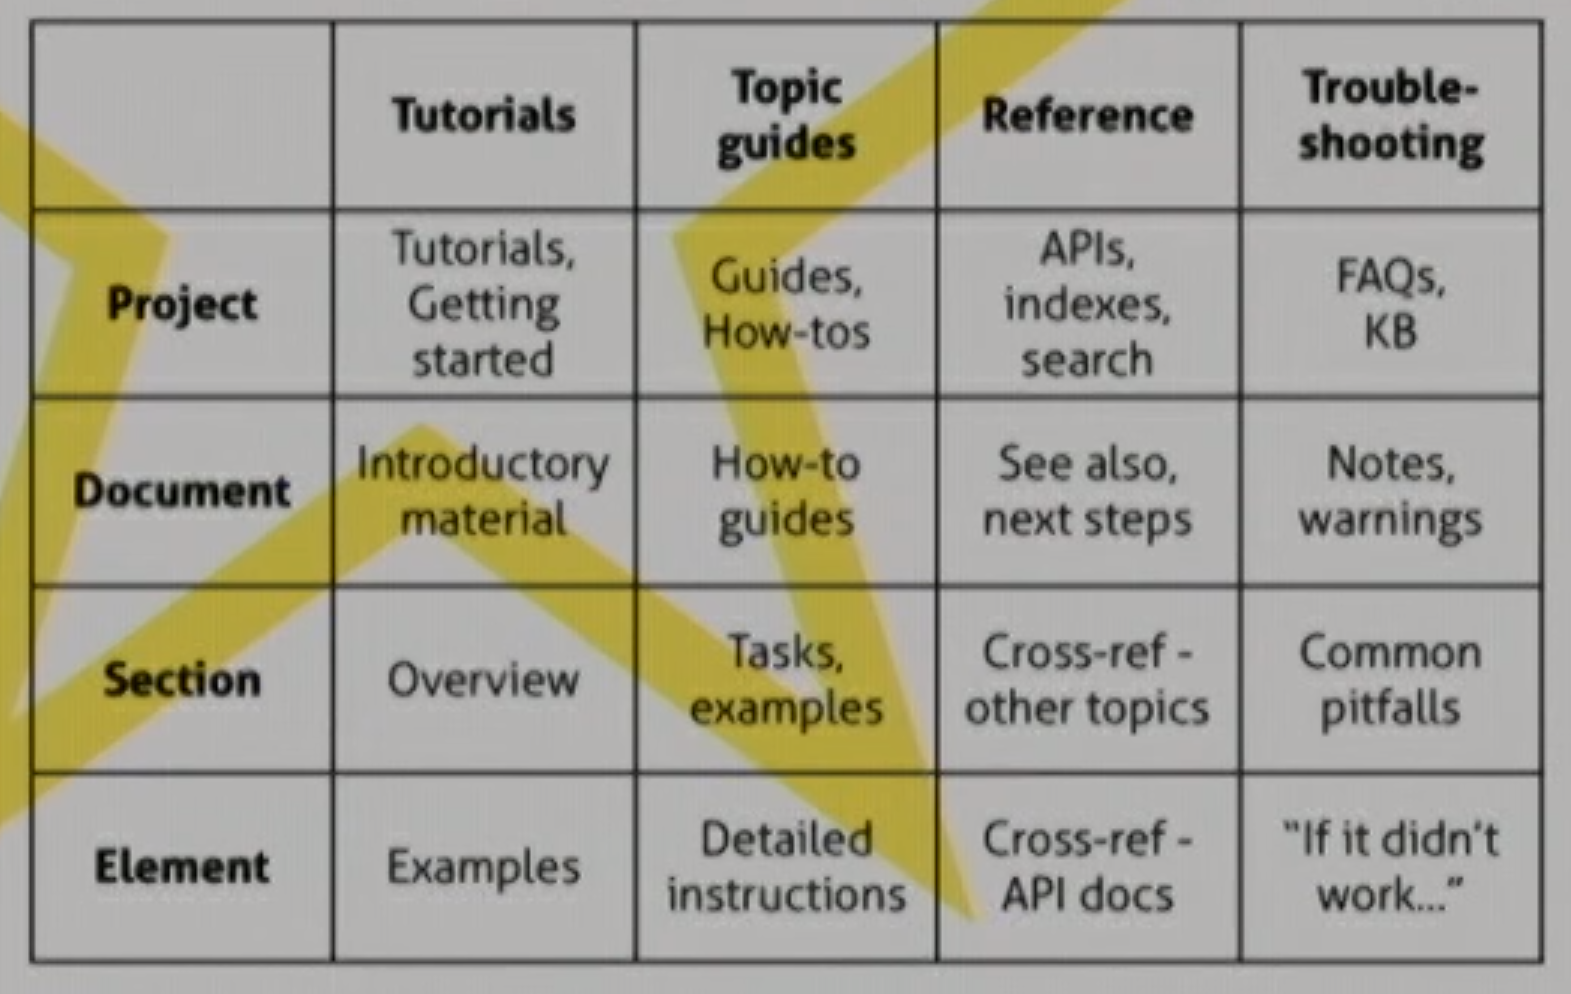 Tutorials
Topic
guides
Reference
Trouble-
shooting
Project
Tutorials,
Getting
started
Guides,
How-tos
APIs,
indexes,
search
FAQs,
KB
Document
Introductory
material
How-to
guides
See also,
next steps
Notes,
warnings
Section
Overview
Tasks,
examples
Cross-ref -
other topics
Common
pitfalls
Element
Examples
Detailed
instructions
Cross-ref -
API docs
“If it didn’t
work...”